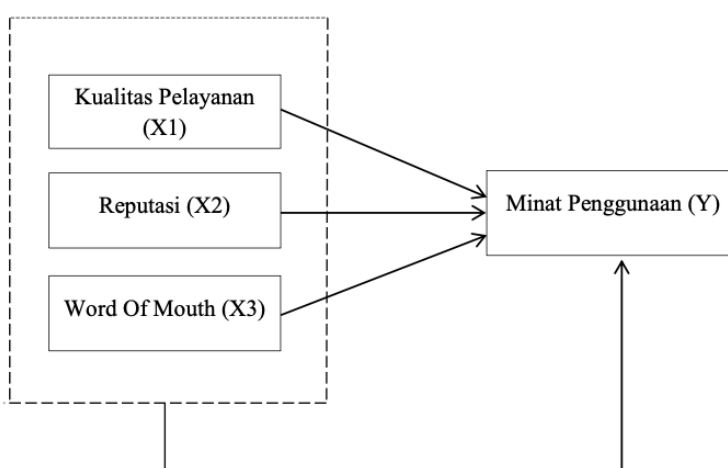 Kualitas Pelayanan
(X1)
Reputasi (X2)
Minat Penggunaan (Y)
Word Of Mouth (X3)